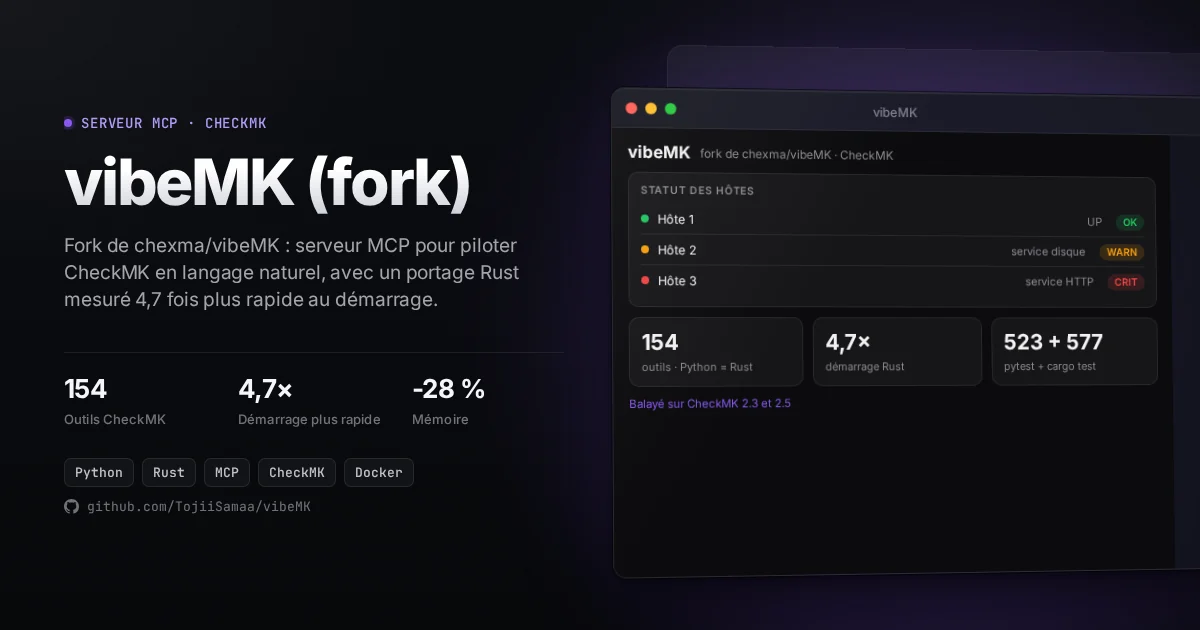 SERVEUR MCP · CHECKMK
vibeMK (fork)
Fork de chexma/vibeMK : serveur MCP pour piloter
CheckMK en langage naturel, avec un portage Rust
mesuré 4,7 fois plus rapide au démarrage.
154
Outils CheckMK
4,7×
Démarrage plus rapide
-28 %
Mémoire
Python
Rust
MCP
CheckMK
Docker
github.com/TojiiSamaa/vibeMK
vibeMK
vibeMK fork de chexma/vibeMK · CheckMK
STATUT DES HÔTES
Hôte 1 UP OK
Hôte 2 service disque WARN
Hôte 3 service HTTP CRIT
154
outils · Python = Rust
4,7×
démarrage Rust
523 + 577
pytest + cargo test
Balayé sur CheckMK 2.3 et 2.5